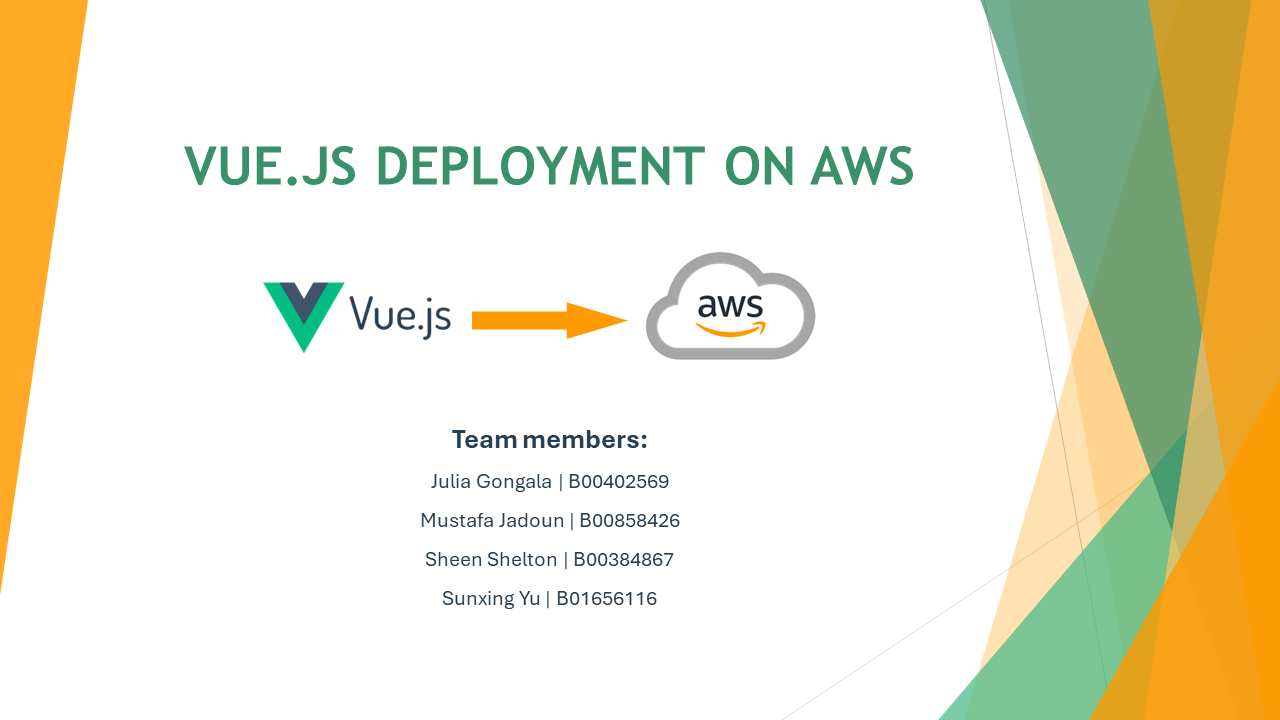 VUE.JS DEPLOYMENT ON AWS
Vue.js
aws
Team members:
Julia Gongala | B00402569
Mustafa Jadoun | B00858426
Sheen Shelton | B00384867
Sunxing Yu | B01656116